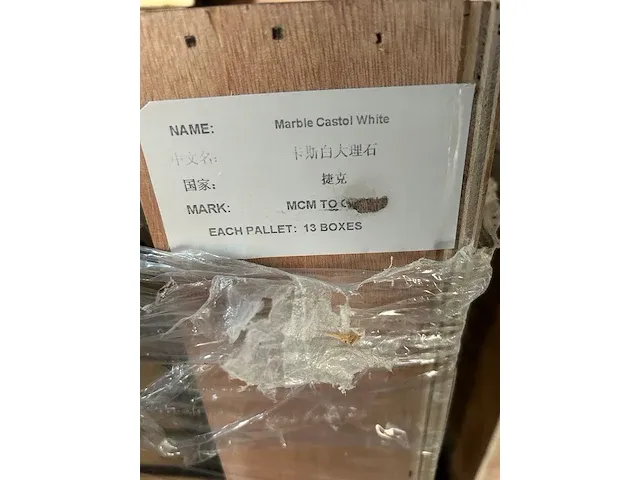 NAME: Marble Castol White
中文名: 卡斯白大理石
国家: 捷克
MARK: MCM TO
EACH PALLET: 13 BOXES